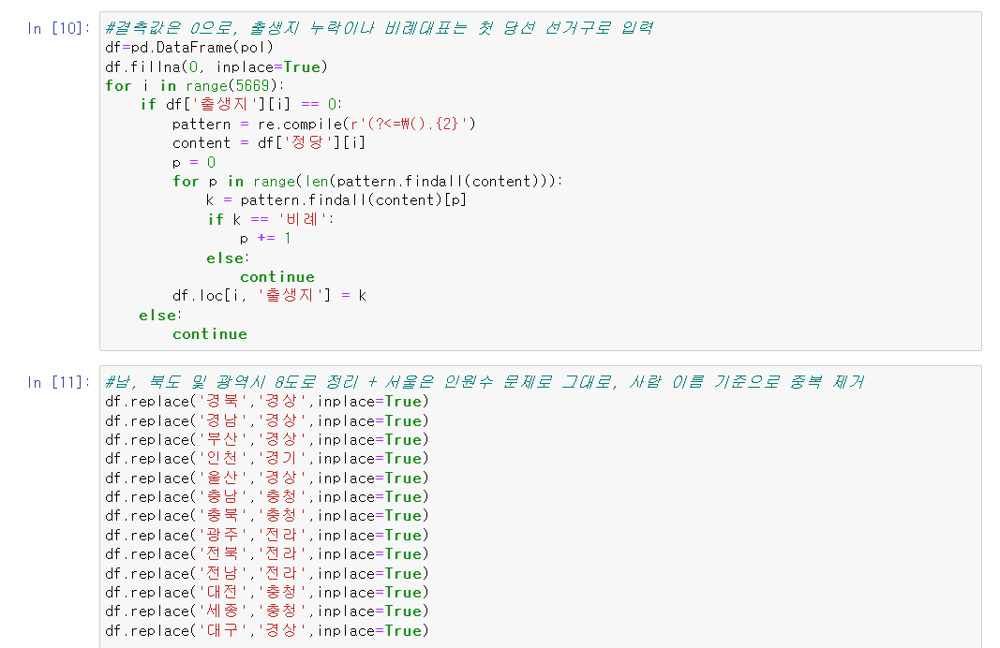 In [10]:
#결측값은 0으로, 출생지 누락이나 비례대표는 첫 당선 선거구로 입력
df=pd.DataFrame(pol)
df.fillna(0, inplace=True)
for i in range(5669):
    if df['출생지'][i] == 0:
        pattern = re.compile(r'(?<=₩().{2}')
        content = df['정당'][i]
        p = 0
        for p in range(len(pattern.findall(content))):
            k = pattern.findall(content)[p]
            if k == '비례':
                p += 1
            else:
                continue
        df.loc[i, '출생지'] = k
    else:
        continue
In [11]:
#남, 북도 및 광역시 8도로 정리 + 서울은 인원수 문제로 그대로, 사람 이름 기준으로 중복 제거
df.replace('경북','경상',inplace=True)
df.replace('경남','경상',inplace=True)
df.replace('부산','경상',inplace=True)
df.replace('인천','경기',inplace=True)
df.replace('울산','경상',inplace=True)
df.replace('충남','충청',inplace=True)
df.replace('충북','충청',inplace=True)
df.replace('광주','전라',inplace=True)
df.replace('전북','전라',inplace=True)
df.replace('전남','전라',inplace=True)
df.replace('대전','충청',inplace=True)
df.replace('세종','충청',inplace=True)
df.replace('대구','경상',inplace=True)